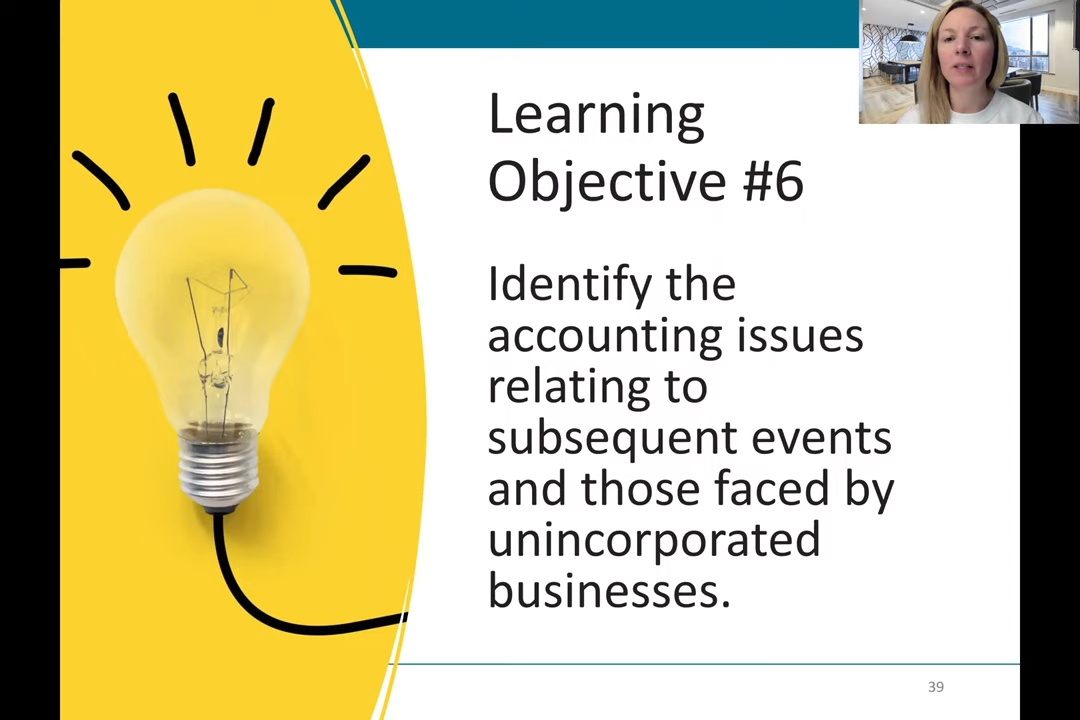 Learning
Objective #6
Identify the
accounting issues
relating to
subsequent events
and those faced by
unincorporated
businesses.
39